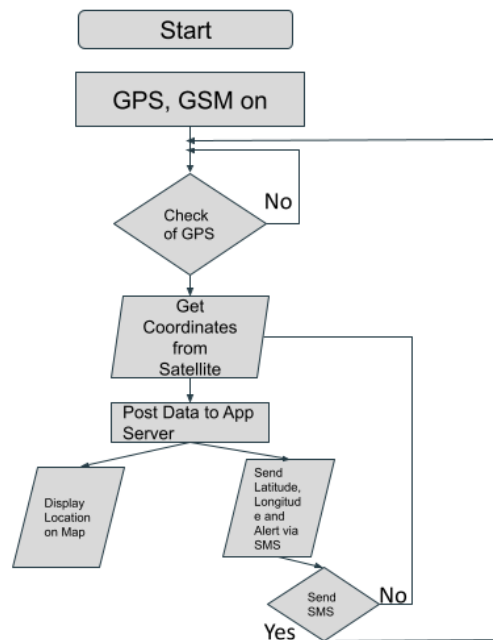 Start
GPS, GSM on
No
Check
of GPS
Get
Coordinates
from
Satellite
Post Data to App
Server
Display
Location
on Map
Send
Latitude,
Longitud
e and
Alert via
SMS
Send
SMS
No
Yes